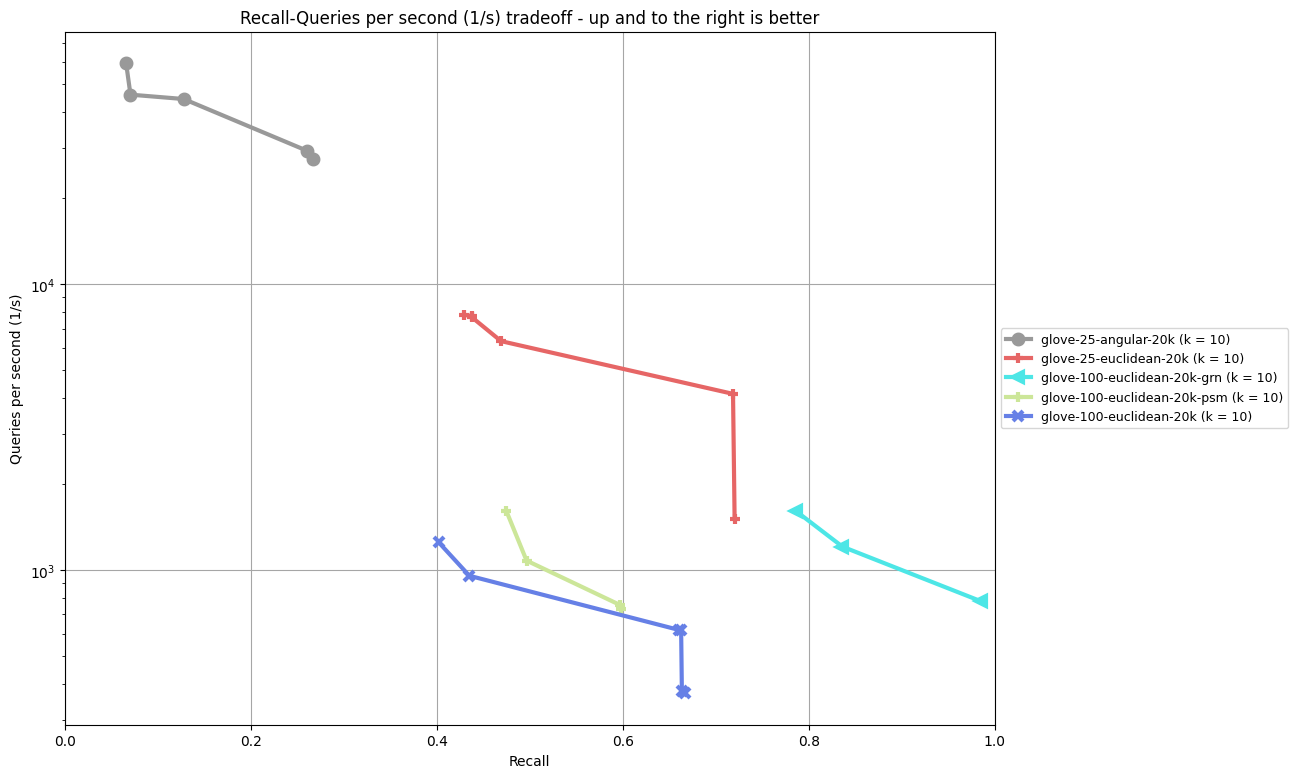 Recall-Queries per second (1/s) tradeoff - up and to the right is better
Queries per second (1/s)
10^4
10^3
0.0 0.2 0.4 0.6 0.8 1.0
Recall
glove-25-angular-20k (k = 10)
glove-25-euclidean-20k (k = 10)
glove-100-euclidean-20k-grn (k = 10)
glove-100-euclidean-20k-psm (k = 10)
glove-100-euclidean-20k (k = 10)